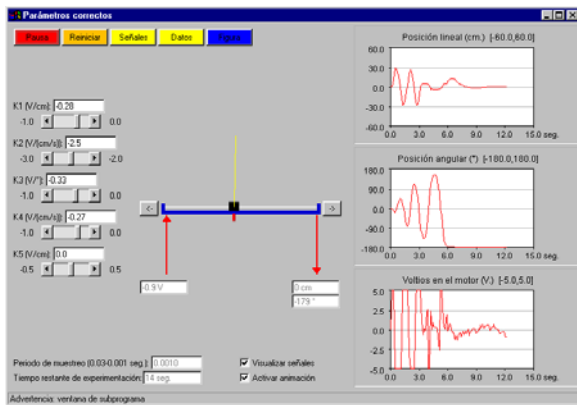 Parámetros correctos
Pausa Reiniciar Señales Datos Figura
K1 (V/cm): -0.28
-1.0 0.0
K2 (V/(cm/s)): -2.5
-3.0 -2.0
K3 (V/°): -0.33
-1.0 0.0
K4 (V/(cm/s)): -0.27
-1.0 0.0
K5 (V/cm): 0.0
-0.5 0.5
<- ->
-0.9 V
0 cm
-179 °
Periodo de muestreo (0.03-0.001 seg.): 0.0010
Tiempo restante de experimentación: 14 seg.
Visualizar señales
Activar animación
Posición lineal (cm.) [-60.0,60.0]
60.0
30.0
0.0
-30.0
-60.0
0.0 3.0 6.0 9.0 12.0 15.0 seg.
Posición angular (°) [-180.0,180.0]
180.0
90.0
0.0
-90.0
-180.0
0.0 3.0 6.0 9.0 12.0 15.0 seg.
Voltios en el motor (V.) [-5.0,5.0]
5.0
2.5
0.0
-2.5
-5.0
0.0 3.0 6.0 9.0 12.0 15.0 seg.
Advertencia: ventana de subprograma